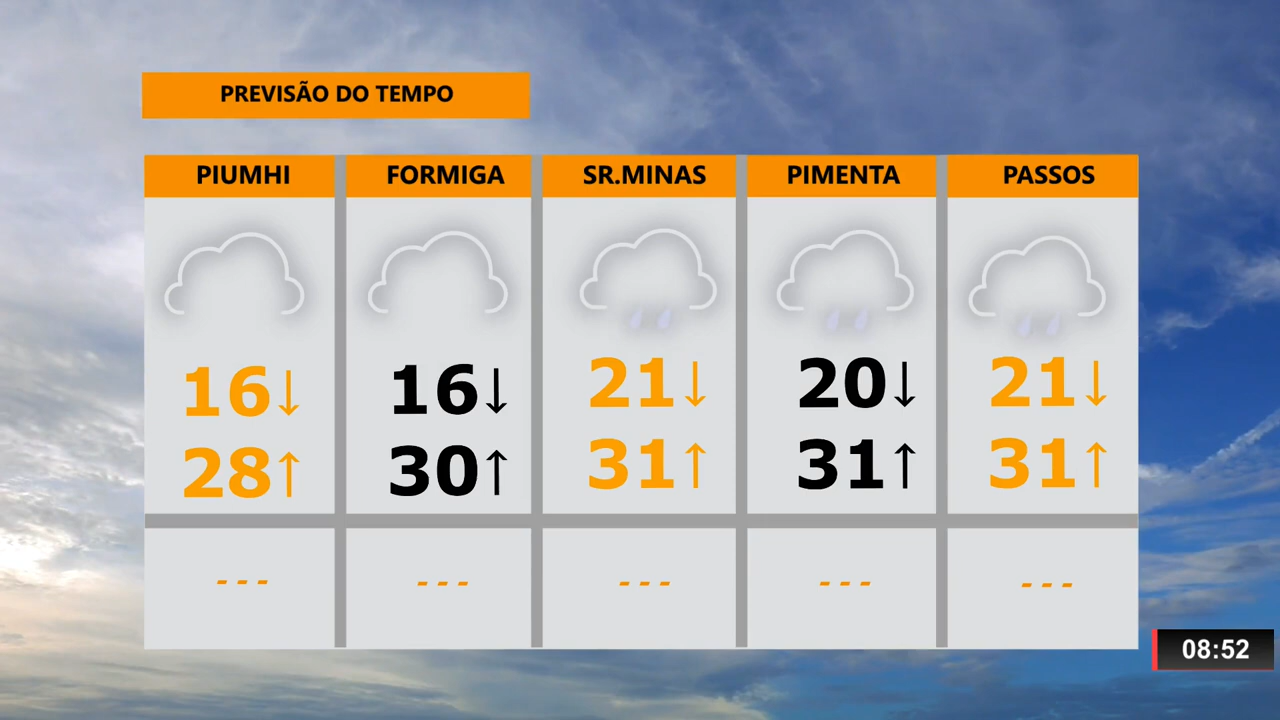 PREVISÃO DO TEMPO
PIUMHI FORMIGA SR.MINAS PIMENTA PASSOS
16↓ 16↓ 21↓ 20↓ 21↓
28↑ 30↑ 31↑ 31↑ 31↑
--- --- --- --- ---
08:52